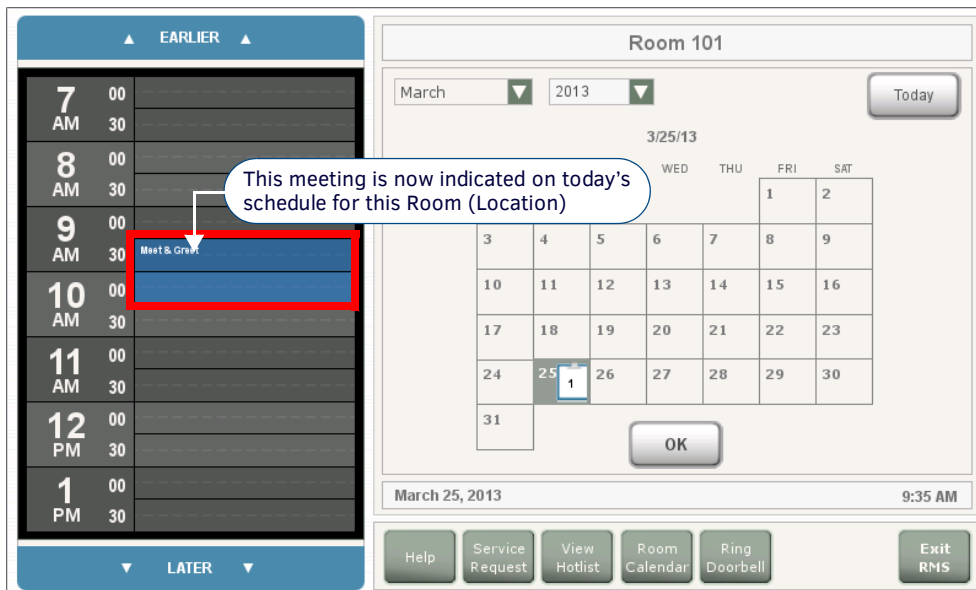 ▲ EARLIER ▲
7 00
AM 30
8 00
AM 30
9 00
AM 30
Meet & Greet
10 00
AM 30
11 00
AM 30
12 00
PM 30
1 00
PM 30
▼ LATER ▼
This meeting is now indicated on today’s
schedule for this Room (Location)
Room 101
March 2013 Today
3/25/13
WED THU FRI SAT
1 2
3 4 5 6 7 8 9
10 11 12 13 14 15 16
17 18 19 20 21 22 23
24 25 1 26 27 28 29 30
31
OK
March 25, 2013 9:35 AM
Help
Service
Request
View
Hotlist
Room
Calendar
Ring
Doorbell
Exit
RMS